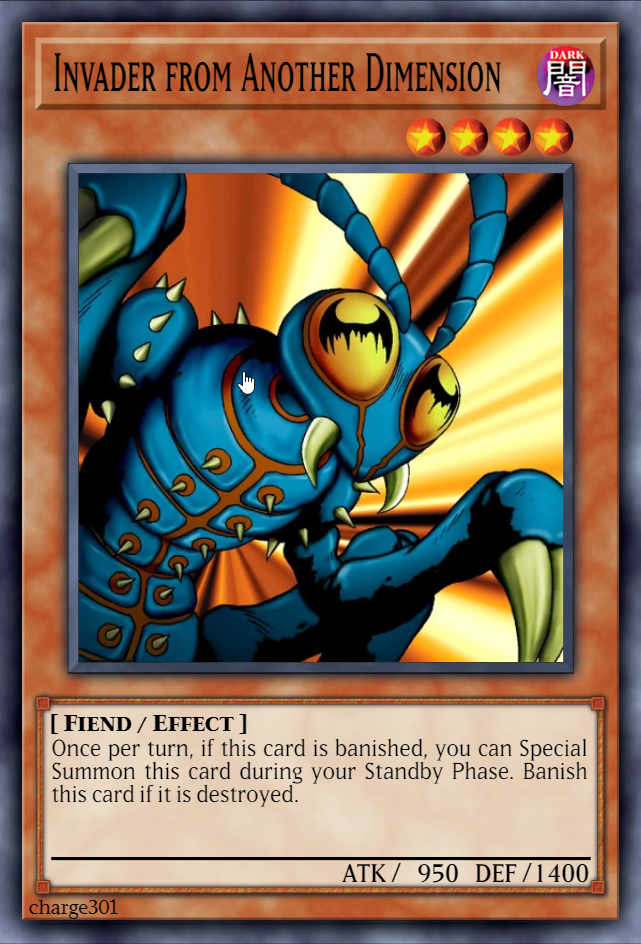 Invader from Another Dimension
DARK
闇
[ Fiend / Effect ]
Once per turn, if this card is banished, you can Special
Summon this card during your Standby Phase. Banish
this card if it is destroyed.
ATK / 950 DEF /1400
charge301